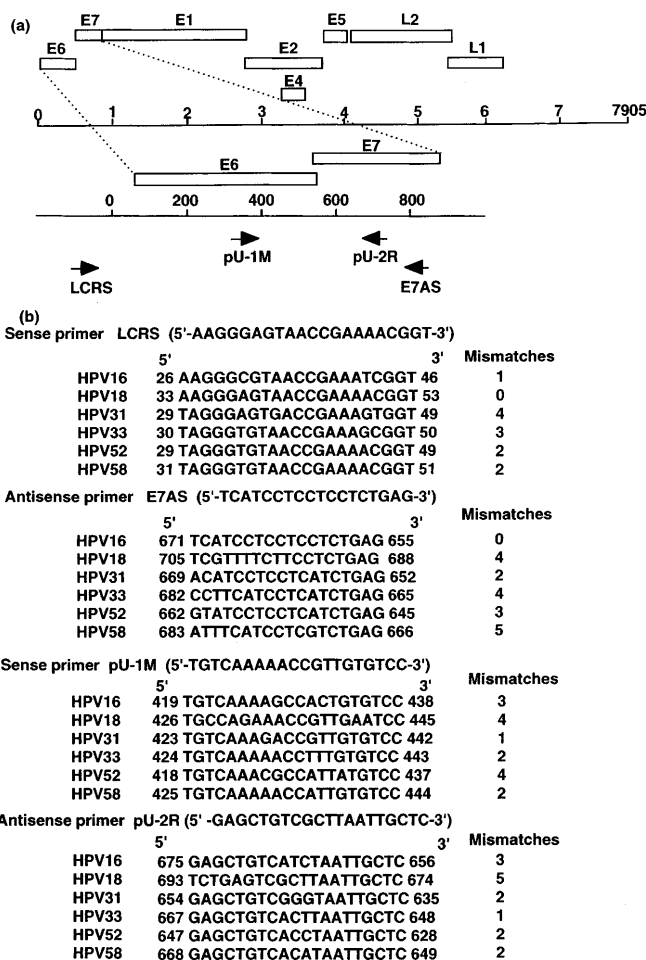 (a)
E7 E1 E5 L2
E6 E2 L1
E4
0 1 2 3 4 5 6 7 7905
E7
E6
0 200 400 600 800
pU-1M pU-2R
LCRS E7AS
(b)
Sense primer LCRS (5'-AAGGGAGTAACCGAAAACGGT-3')
5' 3' Mismatches
HPV16 26 AAGGGCGTAACCGAAATCGGT 46 1
HPV18 33 AAGGGAGTAACCGAAAACGGT 53 0
HPV31 29 TAGGGAGTGACCGAAAGTGGT 49 4
HPV33 30 TAGGGTGTAACCGAAAGCGGT 50 3
HPV52 29 TAGGGTGTAACCGAAAACGGT 49 2
HPV58 31 TAGGGTGTAACCGAAAACGGT 51 2
Antisense primer E7AS (5'-TCATCCTCCTCCTCTGAG-3')
5' 3' Mismatches
HPV16 671 TCATCCTCCTCCTCTGAG 655 0
HPV18 705 TCGTTTTCTTCCTCTGAG 688 4
HPV31 669 ACATCCTCCTCATCTGAG 652 2
HPV33 682 CCTTCATCCTCATCTGAG 665 4
HPV52 662 GTATCCTCCTCATCTGAG 645 3
HPV58 683 ATTTCATCCTCGTCTGAG 666 5
Sense primer pU-1M (5'-TGTCAAAAACCGTTGTGTCC-3')
5' 3' Mismatches
HPV16 419 TGTCAAAAGCCACTGTGTCC 438 3
HPV18 426 TGCCAGAAACCGTTGAATCC 445 4
HPV31 423 TGTCAAAGACCGTTGTGTCC 442 1
HPV33 424 TGTCAAAAACCTTTGTGTCC 443 2
HPV52 418 TGTCAAACGCCATTATGTCC 437 4
HPV58 425 TGTCAAAAACCATTGTGTCC 444 2
Antisense primer pU-2R (5' -GAGCTGTCGCTTAATTGCTC-3')
5' 3' Mismatches
HPV16 675 GAGCTGTCATCTAATTGCTC 656 3
HPV18 693 TCTGAGTCGCTTAATTGCTC 674 5
HPV31 654 GAGCTGTCGGGTAATTGCTC 635 2
HPV33 667 GAGCTGTCACTTAATTGCTC 648 1
HPV52 647 GAGCTGTCACCTAATTGCTC 628 2
HPV58 668 GAGCTGTCACATAATTGCTC 649 2